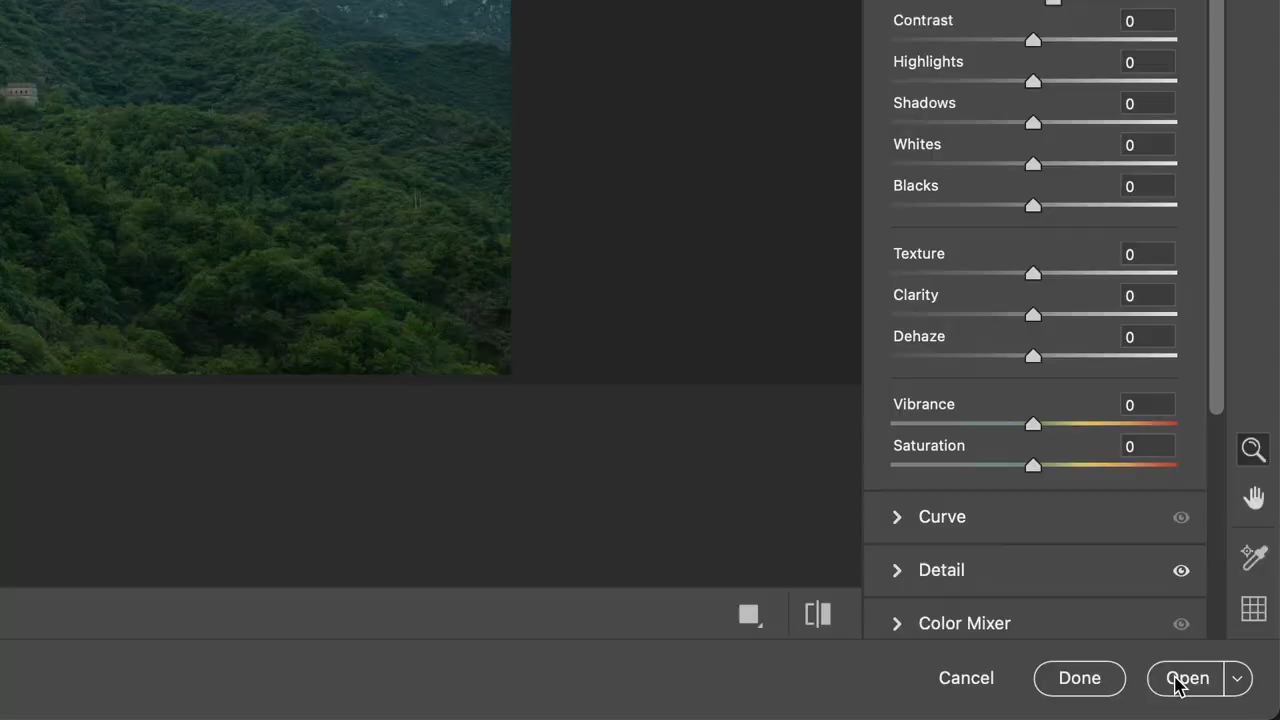 Contrast 0
Highlights 0
Shadows 0
Whites 0
Blacks 0
Texture 0
Clarity 0
Dehaze 0
Vibrance 0
Saturation 0
Curve
Detail
Color Mixer
Cancel Done Open